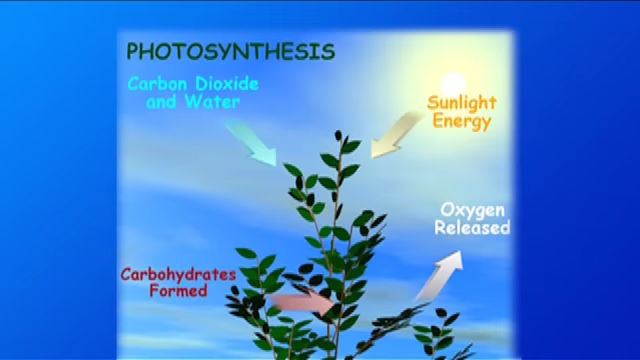 PHOTOSYNTHESIS
Carbon Dioxide
and Water
Sunlight
Energy
Oxygen
Released
Carbohydrates
Formed